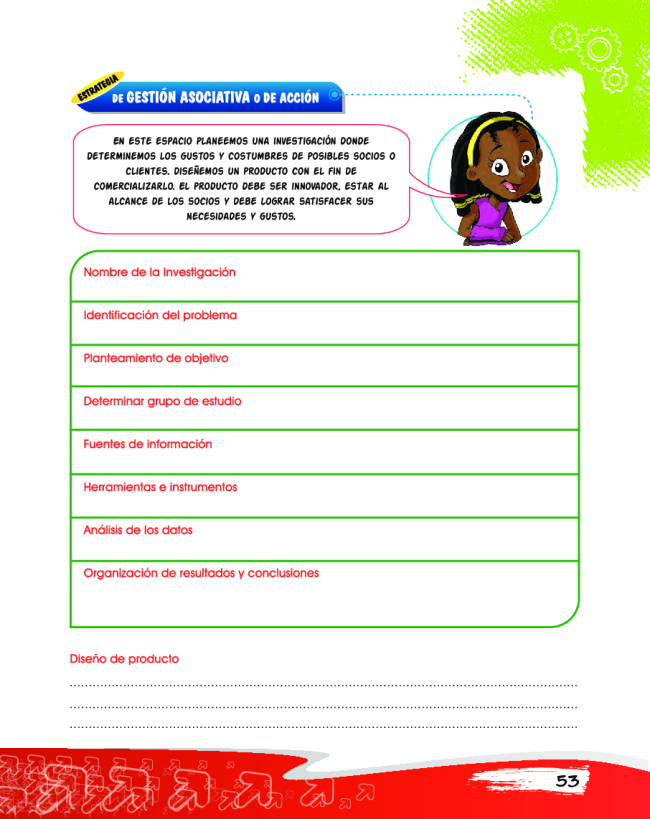 ESTRATEGIA
DE GESTIÓN ASOCIATIVA O DE ACCIÓN
EN ESTE ESPACIO PLANEEMOS UNA INVESTIGACIÓN DONDE
DETERMINEMOS LOS GUSTOS Y COSTUMBRES DE POSIBLES SOCIOS O
CLIENTES. DISEÑEMOS UN PRODUCTO CON EL FIN DE
COMERCIALIZARLO. EL PRODUCTO DEBE SER INNOVADOR, ESTAR AL
ALCANCE DE LOS SOCIOS Y DEBE LOGRAR SATISFACER SUS
NECESIDADES Y GUSTOS.
Nombre de la Investigación
Identificación del problema
Planteamiento de objetivo
Determinar grupo de estudio
Fuentes de información
Herramientas e instrumentos
Análisis de los datos
Organización de resultados y conclusiones
Diseño de producto
53